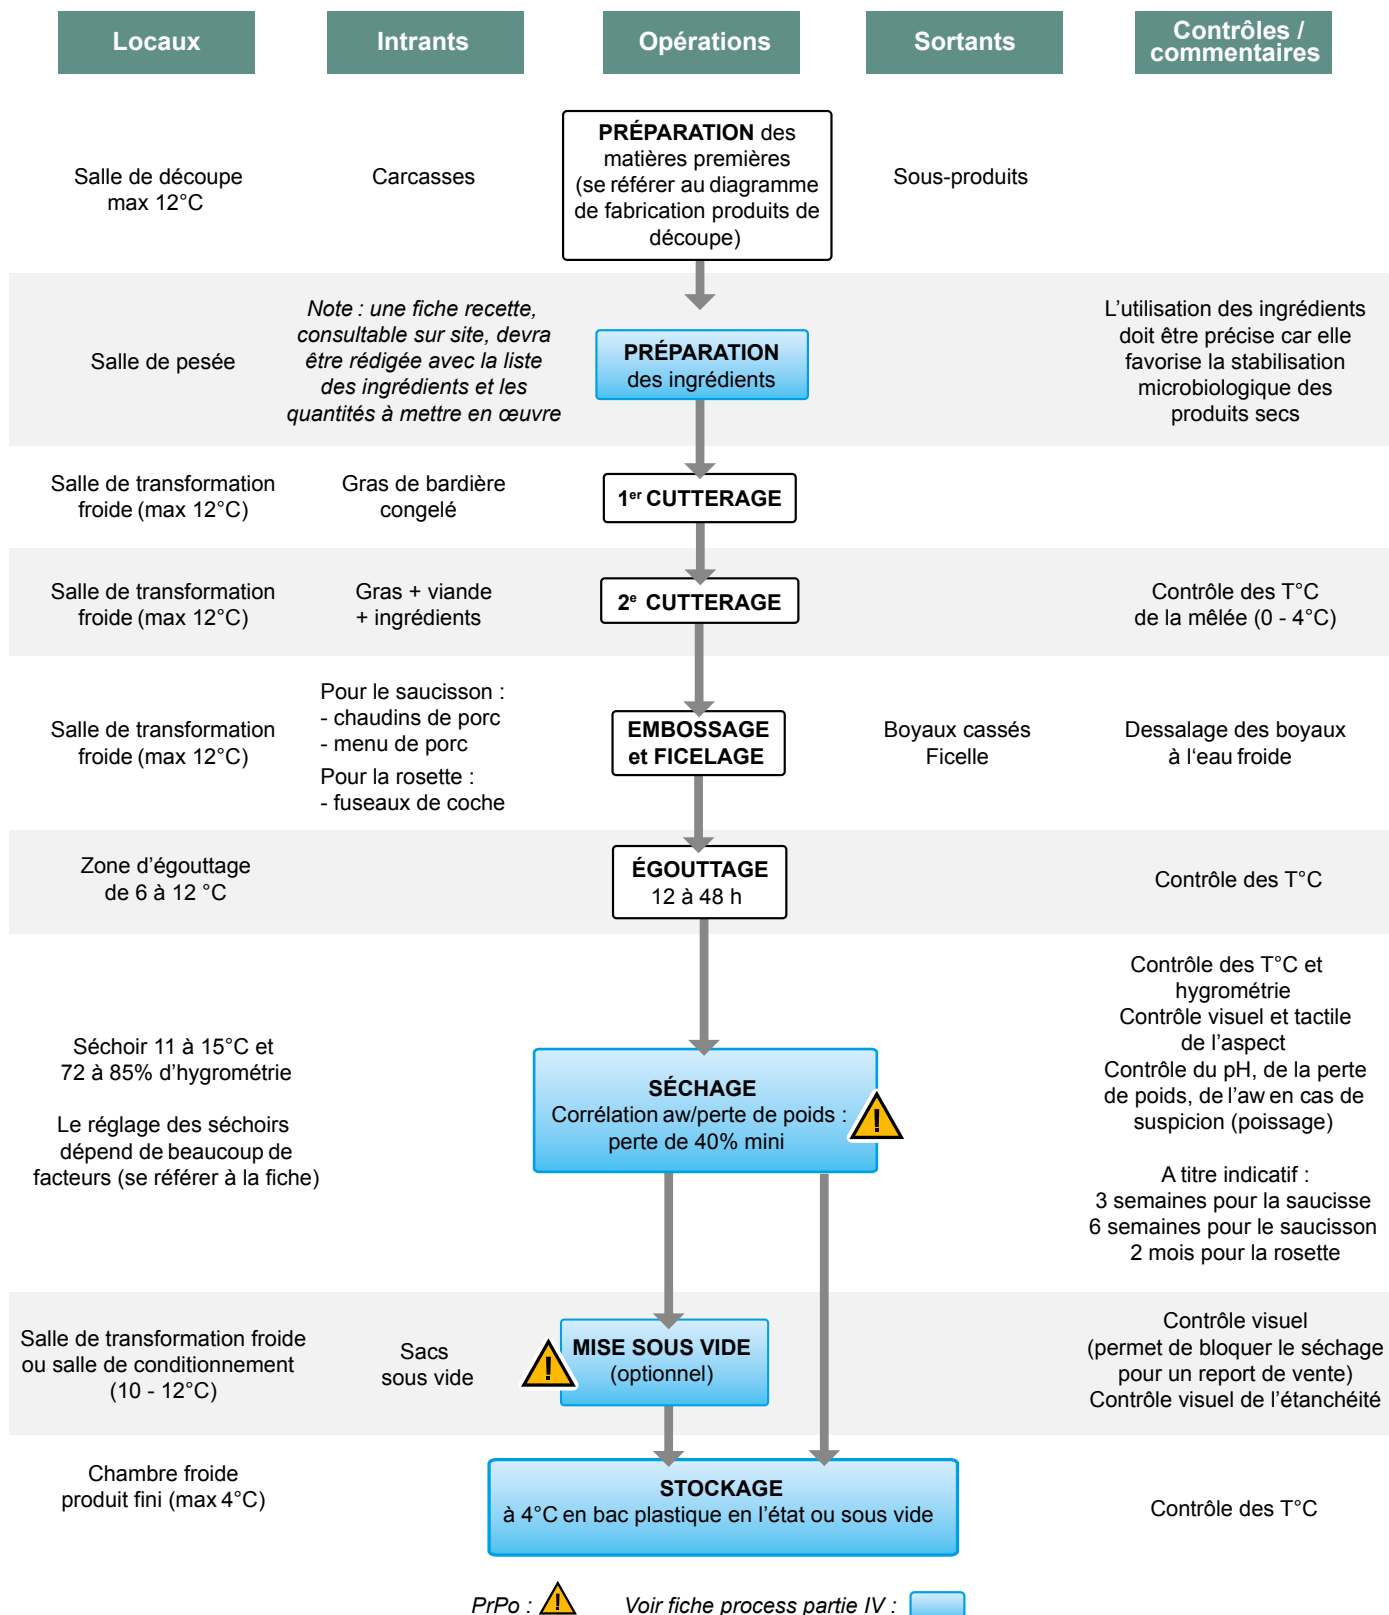 Locaux
Intrants
Opérations
Sortants
Contrôles /
commentaires
Salle de découpe
max 12°C
Carcasses
PRÉPARATION des
matières premières
(se référer au diagramme
de fabrication produits de
découpe)
Sous-produits
Salle de pesée
Note : une fiche recette,
consultable sur site, devra
être rédigée avec la liste
des ingrédients et les
quantités à mettre en œuvre
PRÉPARATION
des ingrédients
L'utilisation des ingrédients
doit être précise car elle
favorise la stabilisation
microbiologique des
produits secs
Salle de transformation
froide (max 12°C)
Gras de bardière
congelé
1er CUTTERAGE
Salle de transformation
froide (max 12°C)
Gras + viande
+ ingrédients
2e CUTTERAGE
Contrôle des T°C
de la mêlée (0 - 4°C)
Salle de transformation
froide (max 12°C)
Pour le saucisson :
- chaudins de porc
- menu de porc
Pour la rosette :
- fuseaux de coche
EMBOSSAGE
et FICELAGE
Boyaux cassés
Ficelle
Dessalage des boyaux
à l'eau froide
Zone d'égouttage
de 6 à 12 °C
ÉGOUTTAGE
12 à 48 h
Contrôle des T°C
Séchoir 11 à 15°C et
72 à 85% d'hygrométrie
Le réglage des séchoirs
dépend de beaucoup de
facteurs (se référer à la fiche)
SÉCHAGE
Corrélation aw/perte de poids :
perte de 40% mini
Contrôle des T°C et
hygrométrie
Contrôle visuel et tactile
de l'aspect
Contrôle du pH, de la perte
de poids, de l'aw en cas de
suspicion (poissage)
A titre indicatif :
3 semaines pour la saucisse
6 semaines pour le saucisson
2 mois pour la rosette
Salle de transformation froide
ou salle de conditionnement
(10 - 12°C)
Sacs
sous vide
MISE SOUS VIDE
(optionnel)
Contrôle visuel
(permet de bloquer le séchage
pour un report de vente)
Contrôle visuel de l'étanchéité
Chambre froide
produit fini (max 4°C)
STOCKAGE
à 4°C en bac plastique en l'état ou sous vide
Contrôle des T°C
PrPo :
Voir fiche process partie IV :